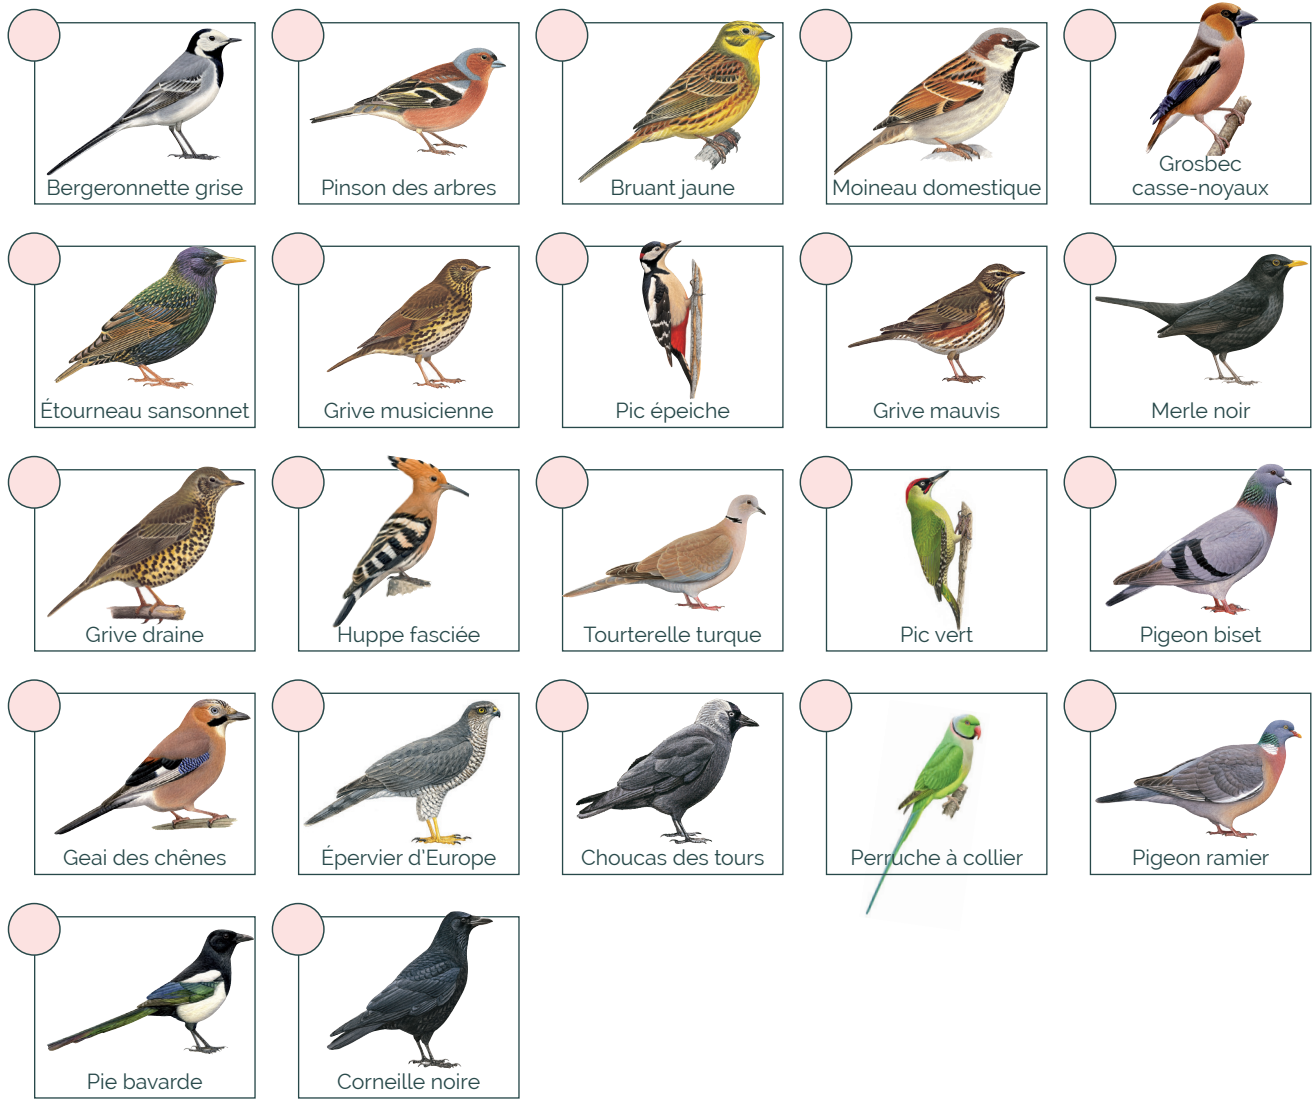 Bergeronnette grise
Pinson des arbres
Bruant jaune
Moineau domestique
Grosbec
casse-noyaux
Étourneau sansonnet
Grive musicienne
Pic épeiche
Grive mauvis
Merle noir
Grive draine
Huppe fasciée
Tourterelle turque
Pic vert
Pigeon biset
Geai des chênes
Épervier d'Europe
Choucas des tours
Perruche à collier
Pigeon ramier
Pie bavarde
Corneille noire